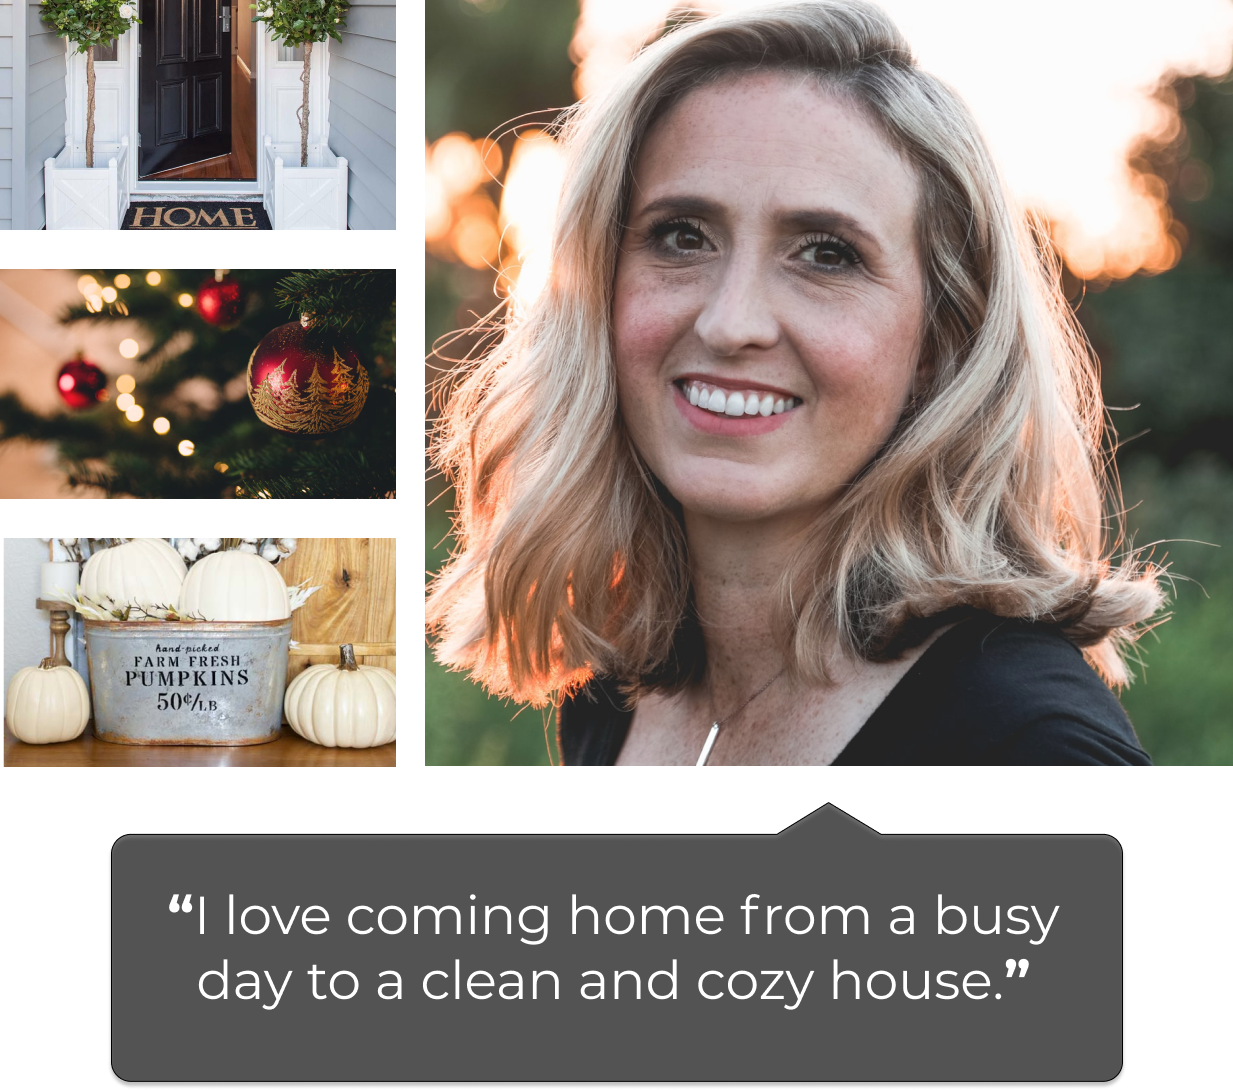 HOME
hand-picked
FARM FRESH
PUMPKINS
50¢/LB
“I love coming home from a busy
day to a clean and cozy house.”